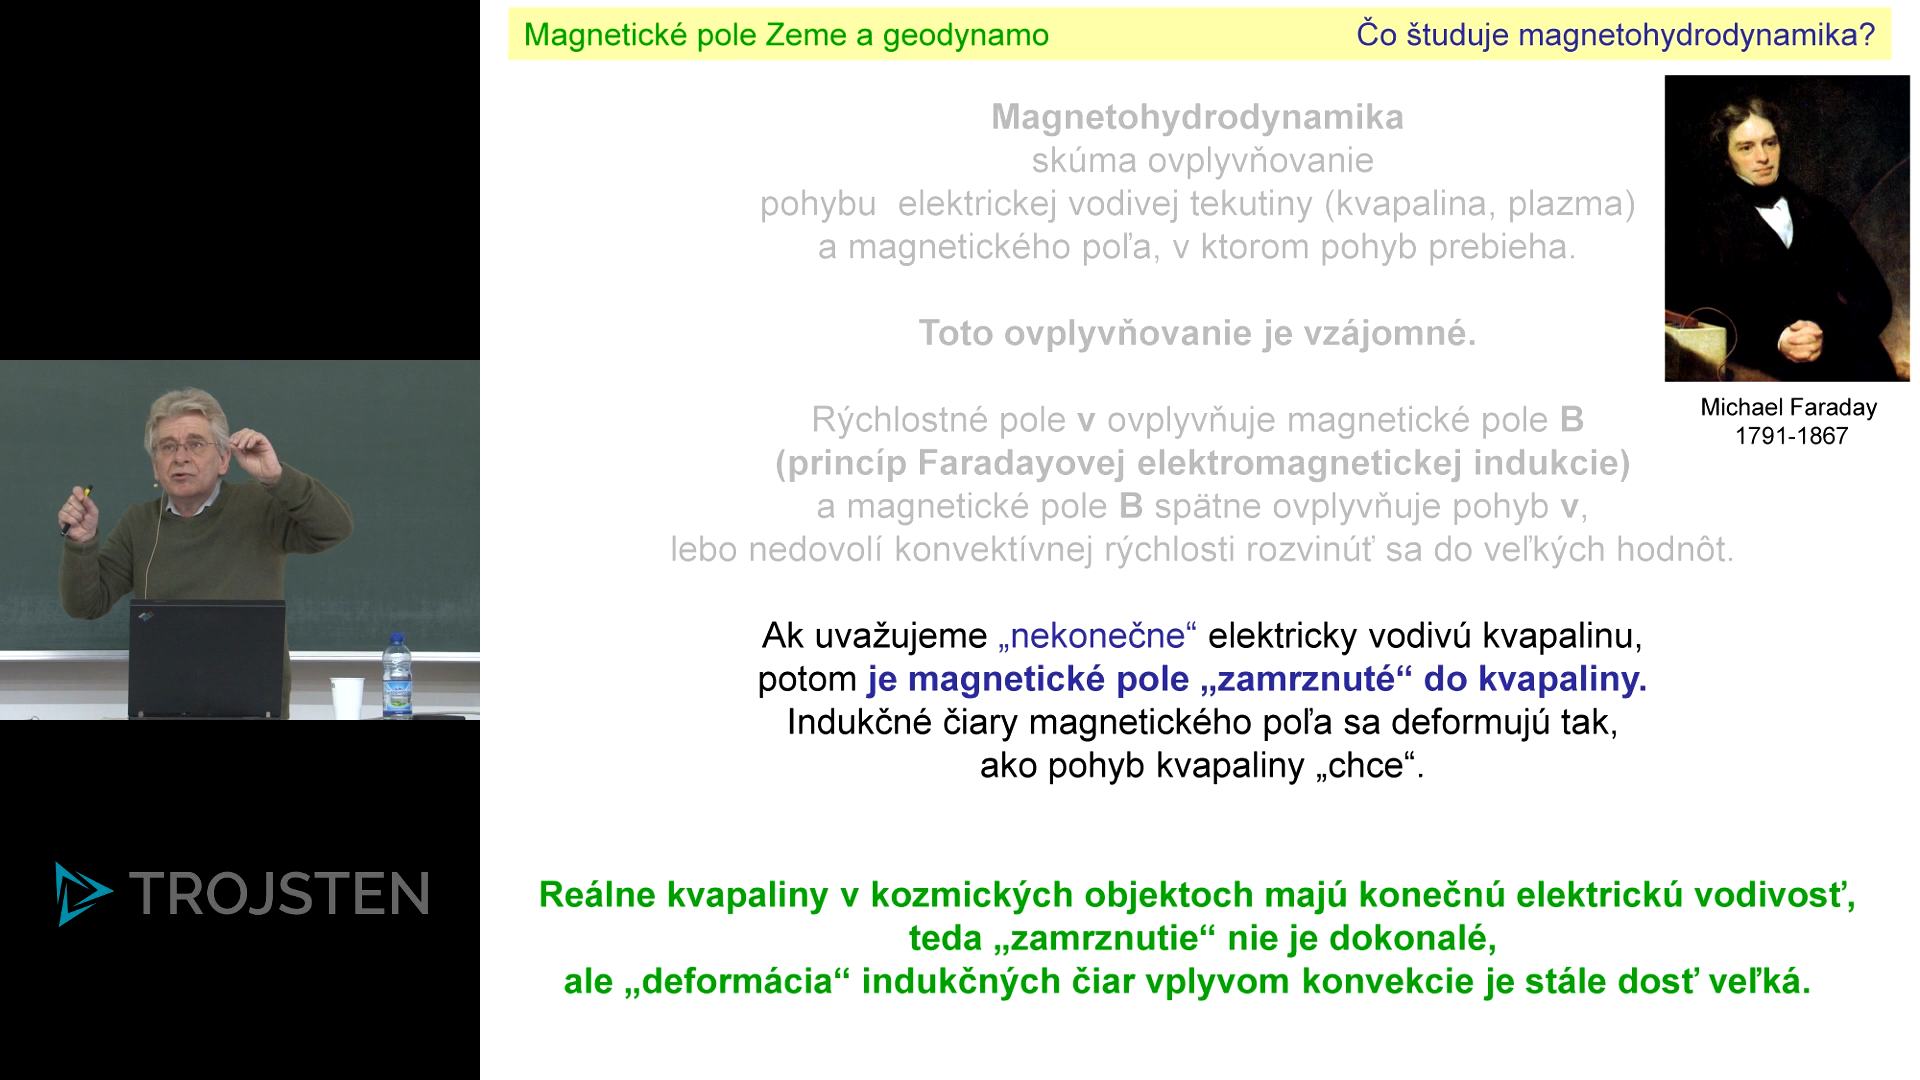 Magnetické pole Zeme a geodynamo
Čo študuje magnetohydrodynamika?
Magnetohydrodynamika
skúma ovplyvňovanie
pohybu elektrickej vodivej tekutiny (kvapalina, plazma)
a magnetického poľa, v ktorom pohyb prebieha.
Toto ovplyvňovanie je vzájomné.
Rýchlostné pole v ovplyvňuje magnetické pole B
(princíp Faradayovej elektromagnetickej indukcie)
a magnetické pole B spätne ovplyvňuje pohyb v,
lebo nedovolí konvektívnej rýchlosti rozvinúť sa do veľkých hodnôt.
Michael Faraday
1791-1867
Ak uvažujeme „nekonečne“ elektricky vodivú kvapalinu,
potom je magnetické pole „zamrznuté“ do kvapaliny.
Indukčné čiary magnetického poľa sa deformujú tak,
ako pohyb kvapaliny „chce“.
Reálne kvapaliny v kozmických objektoch majú konečnú elektrickú vodivosť,
teda „zamrznutie“ nie je dokonalé,
ale „deformácia“ indukčných čiar vplyvom konvekcie je stále dosť veľká.
TROJSTEN